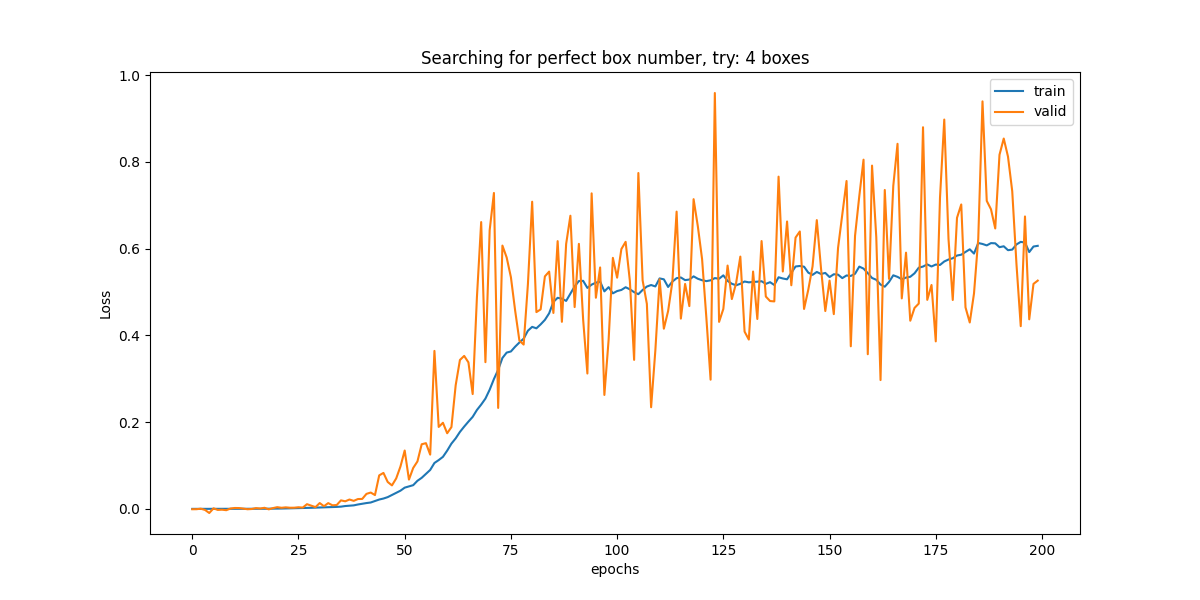 Searching for perfect box number, try: 4 boxes
train
valid
Loss
1.0
0.8
0.6
0.4
0.2
0.0
0 25 50 75 100 125 150 175 200
epochs